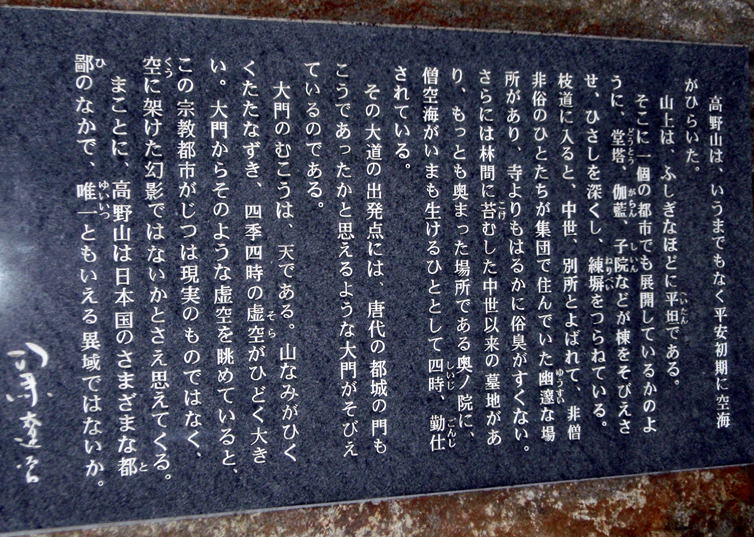 高野山は、いうまでもなく平安初期に空海
がひらいた。
山上は、ふしぎなほどに平坦である。
そこに一個の都市でも展開しているかのよ
うに、堂塔、伽藍、子院などが棟をそびえさ
せ、ひさしを深くし、練塀をつらねている。
枝道に入ると、中世、別所とよばれて、非僧
非俗のひとたちが集団で住んでいた幽邃な場
所があり、寺よりもはるかに俗臭がすくない。
さらには林間に苔むした中世以来の墓地があ
り、もっとも奥まった場所である奥ノ院に、
僧空海がいまも生けるひととして四時、勤仕
されている。
その大道の出発点には、唐代の都城の門も
こうであったかと思えるような大門がそびえ
ているのである。
大門のむこうは、天である。山なみがひく
くたたなずき、四季四時の虚空がひどく大き
い。大門からそのような虚空を眺めていると、
この宗教都市がじつは現実のものではなく、
空に架けた幻影ではないかとさえ思えてくる。
まことに、高野山は日本国のさまざまな都
鄙のなかで、唯一ともいえる異域ではないか。
司馬遼太郎